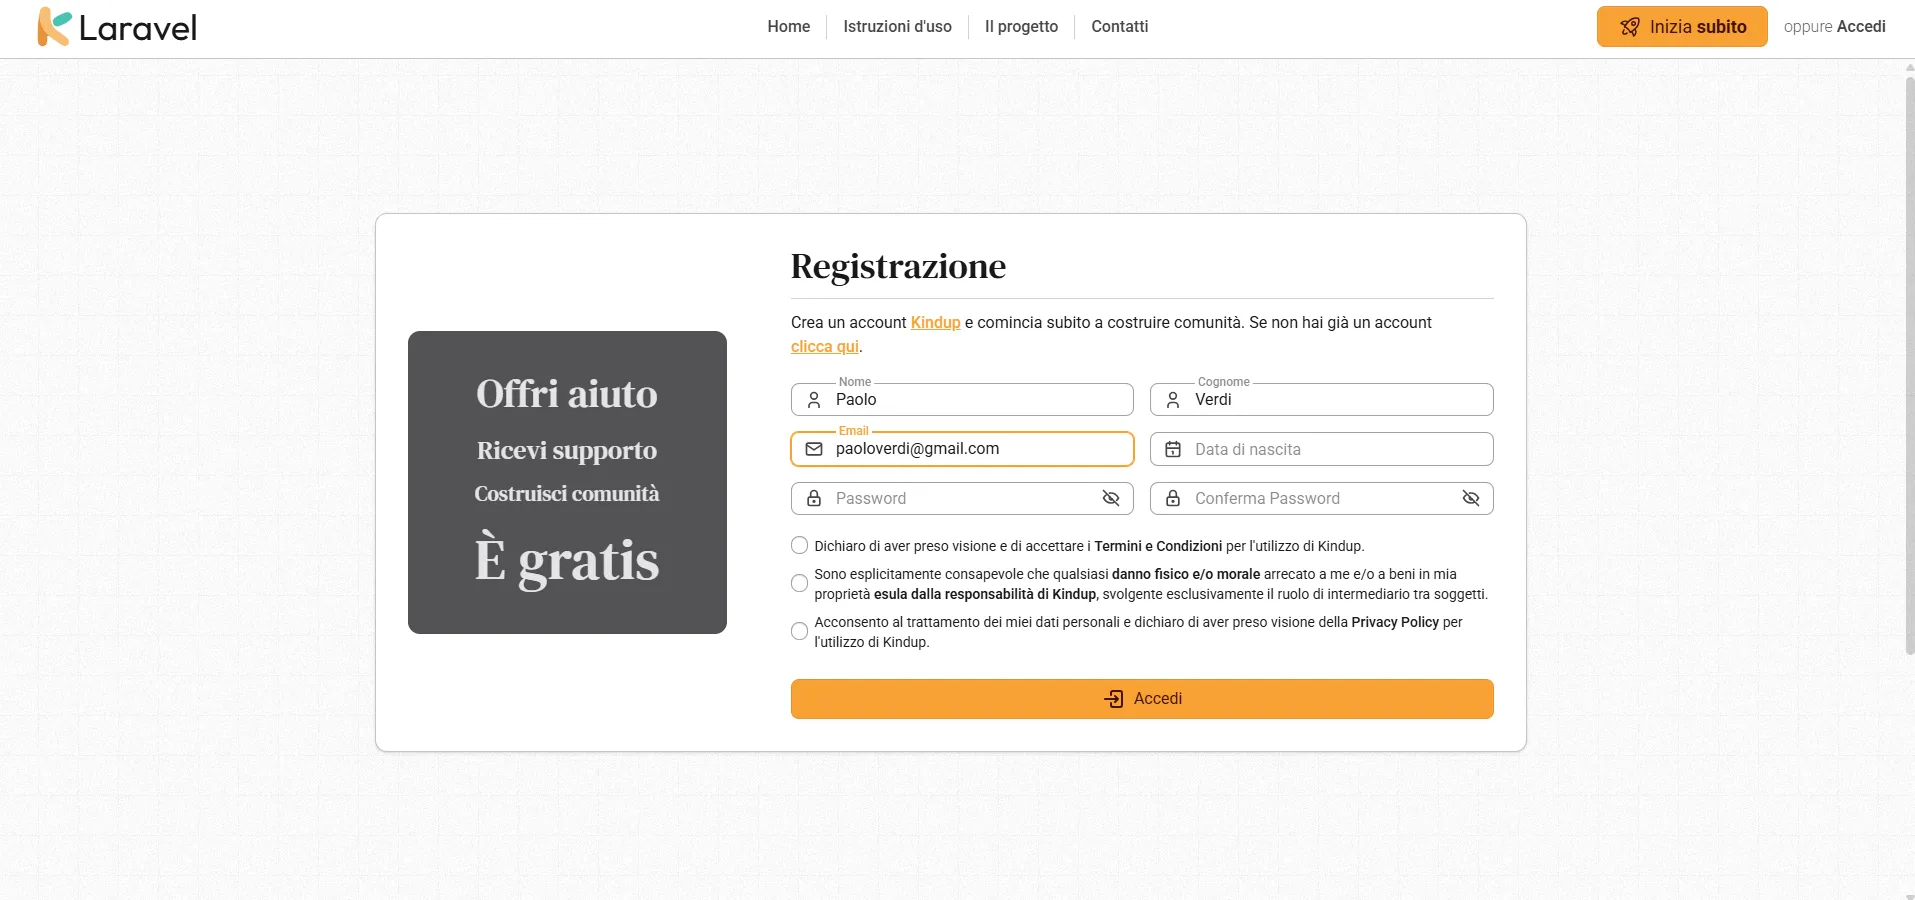 Laravel
Home
Istruzioni d'uso
Il progetto
Contatti
Inizia subito
oppure Accedi
Offri aiuto
Ricevi supporto
Costruisci comunità
È gratis
Registrazione
Crea un account Kindup e comincia subito a costruire comunità. Se non hai già un account
clicca qui.
Nome
Paolo
Cognome
Verdi
Email
paoloverdi@gmail.com
Data di nascita
Password
Conferma Password
Dichiaro di aver preso visione e di accettare i Termini e Condizioni per l'utilizzo di Kindup.
Sono esplicitamente consapevole che qualsiasi danno fisico e/o morale arrecato a me e/o a beni in mia
proprietà esula dalla responsabilità di Kindup, svolgente esclusivamente il ruolo di intermediario tra soggetti.
Acconsento al trattamento dei miei dati personali e dichiaro di aver preso visione della Privacy Policy per
l'utilizzo di Kindup.
Accedi